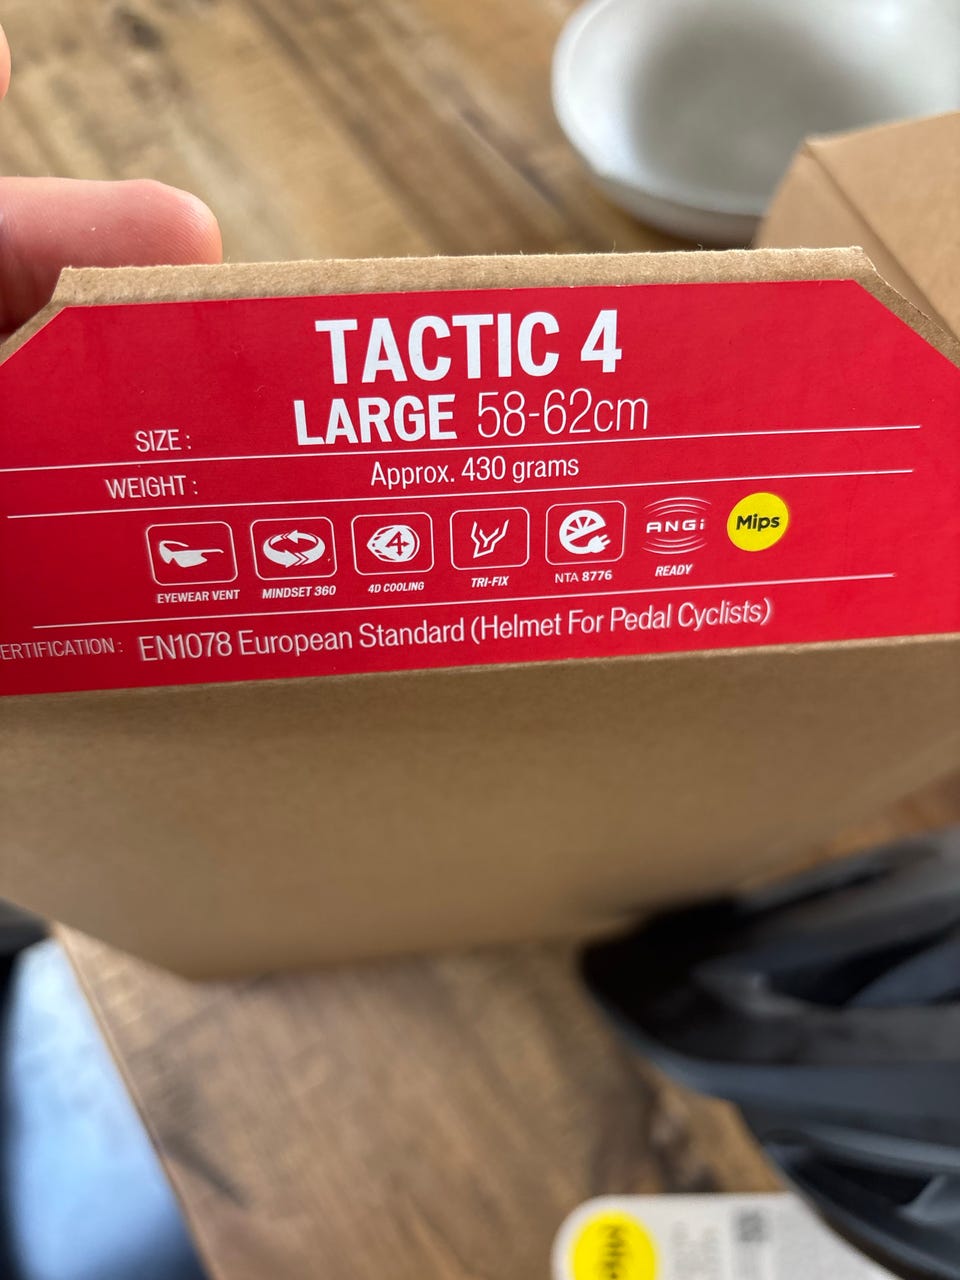 TACTIC 4
SIZE : LARGE 58-62cm
WEIGHT : Approx. 430 grams
4
ANGi
Mips
EYEWEAR VENT MINDSET 360 4D COOLING TRI-FIX NTA 8776 READY
ERTIFICATION : EN1078 European Standard (Helmet For Pedal Cyclists)